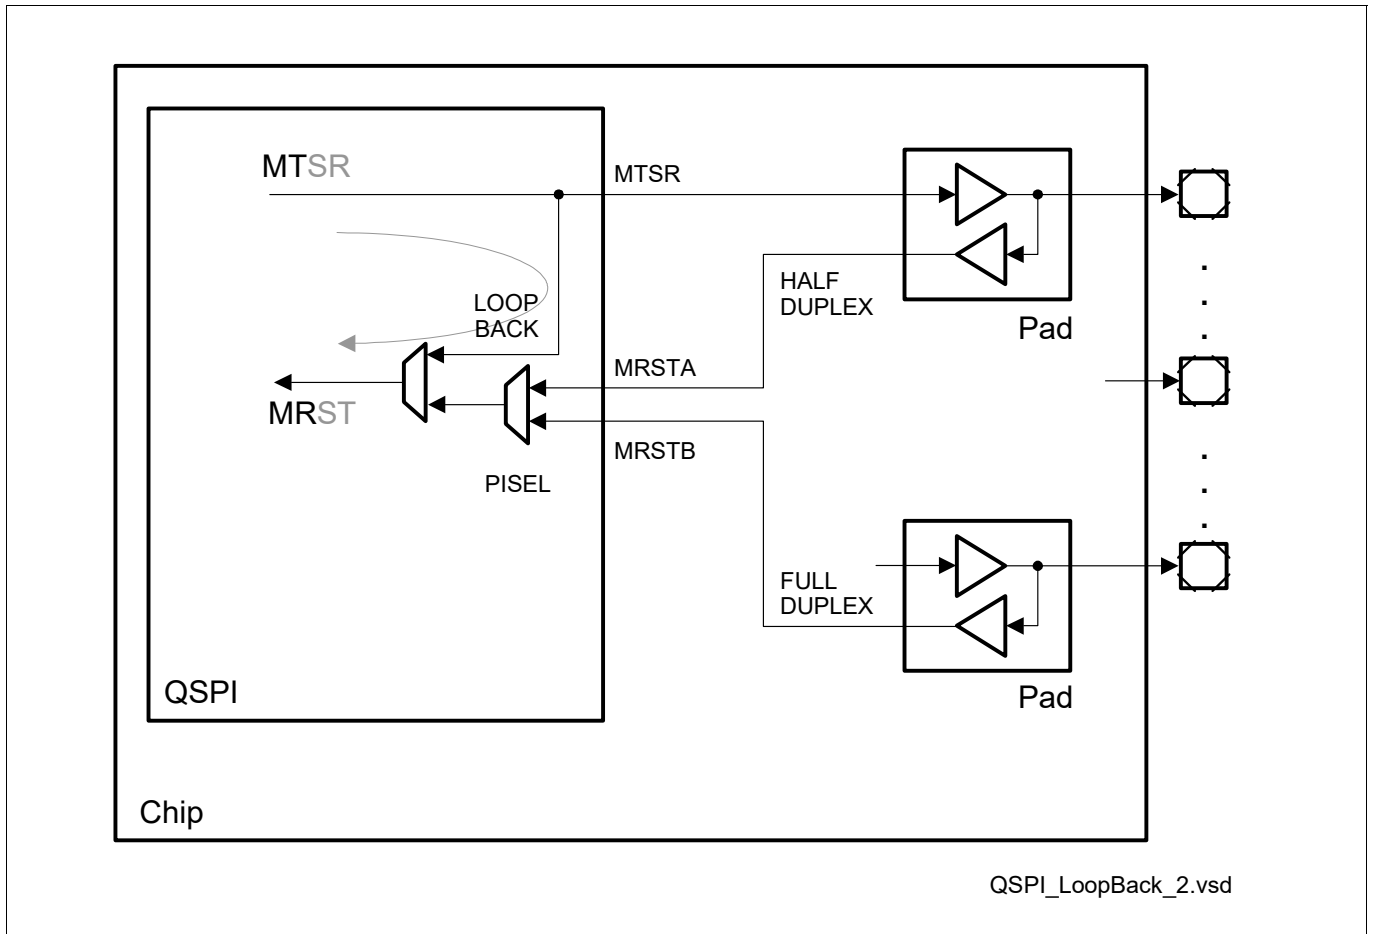 MTSR
MTSR
LOOP
BACK
HALF
DUPLEX
Pad
MRSTA
MRST
MRSTB
PISEL
FULL
DUPLEX
QSPI
Pad
Chip
QSPI_LoopBack_2.vsd